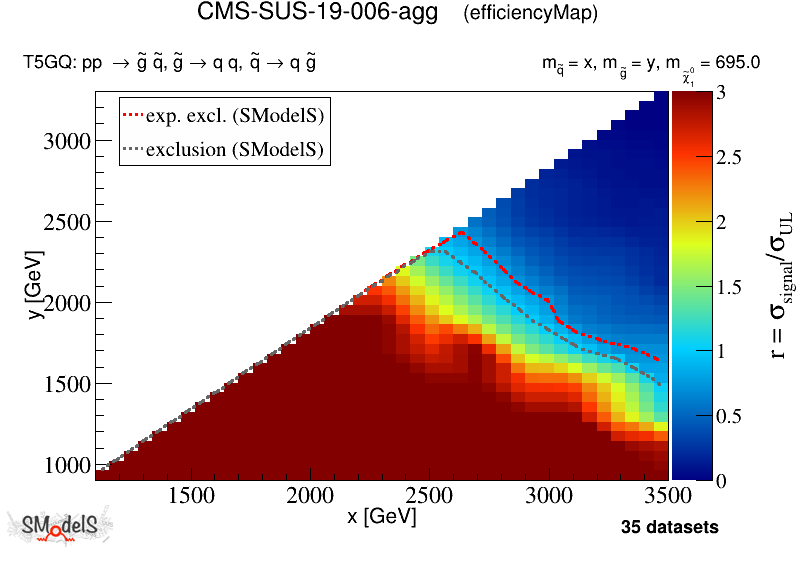 CMS-SUS-19-006-agg (efficiencyMap)
T5GQ: pp → g̃ q̃, g̃ → q q, q̃ → q g̃
m_q̃ = x, m_g̃ = y, m_χ̃₁⁰ = 695.0
exp. excl. (SModelS)
exclusion (SModelS)
3000
2500
2000
1500
1000
y [GeV]
1500 2000 2500 3000 3500
x [GeV]
3
2.5
2
1.5
1
0.5
0
r = σ_signal/σ_UL
SModelS
35 datasets